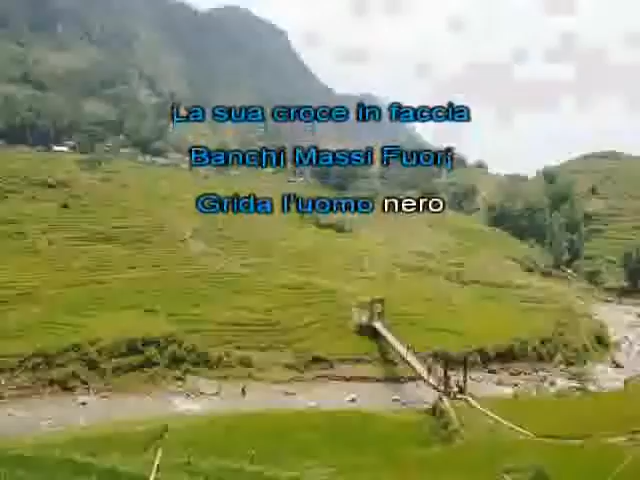 La sua croce in faccia
Banchi Massi Fuori
Grida l'uomo nero